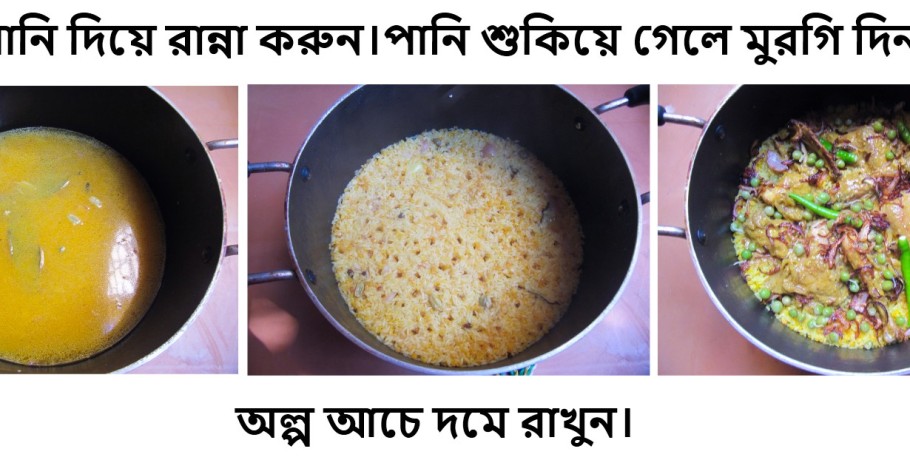 দিয়ে রান্না করুন।পানি শুকিয়ে গেলে মুরগি
অল্প আচে দমে রাখুন।